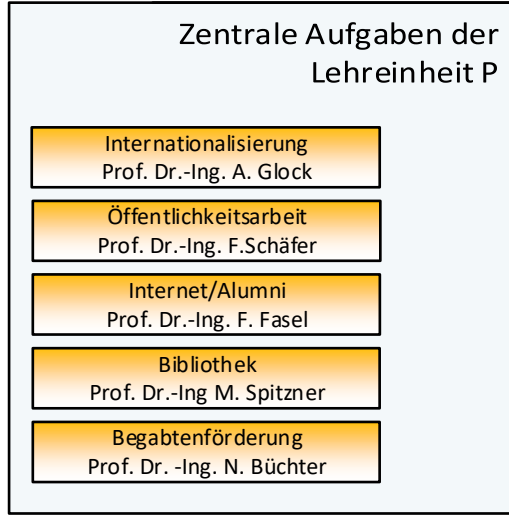 Zentrale Aufgaben der
Lehreinheit P
Internationalisierung
Prof. Dr.-Ing. A. Glock
Öffentlichkeitsarbeit
Prof. Dr.-Ing. F.Schäfer
Internet/Alumni
Prof. Dr.-Ing. F. Fasel
Bibliothek
Prof. Dr.-Ing M. Spitzner
Begabtenförderung
Prof. Dr. -Ing. N. Büchter